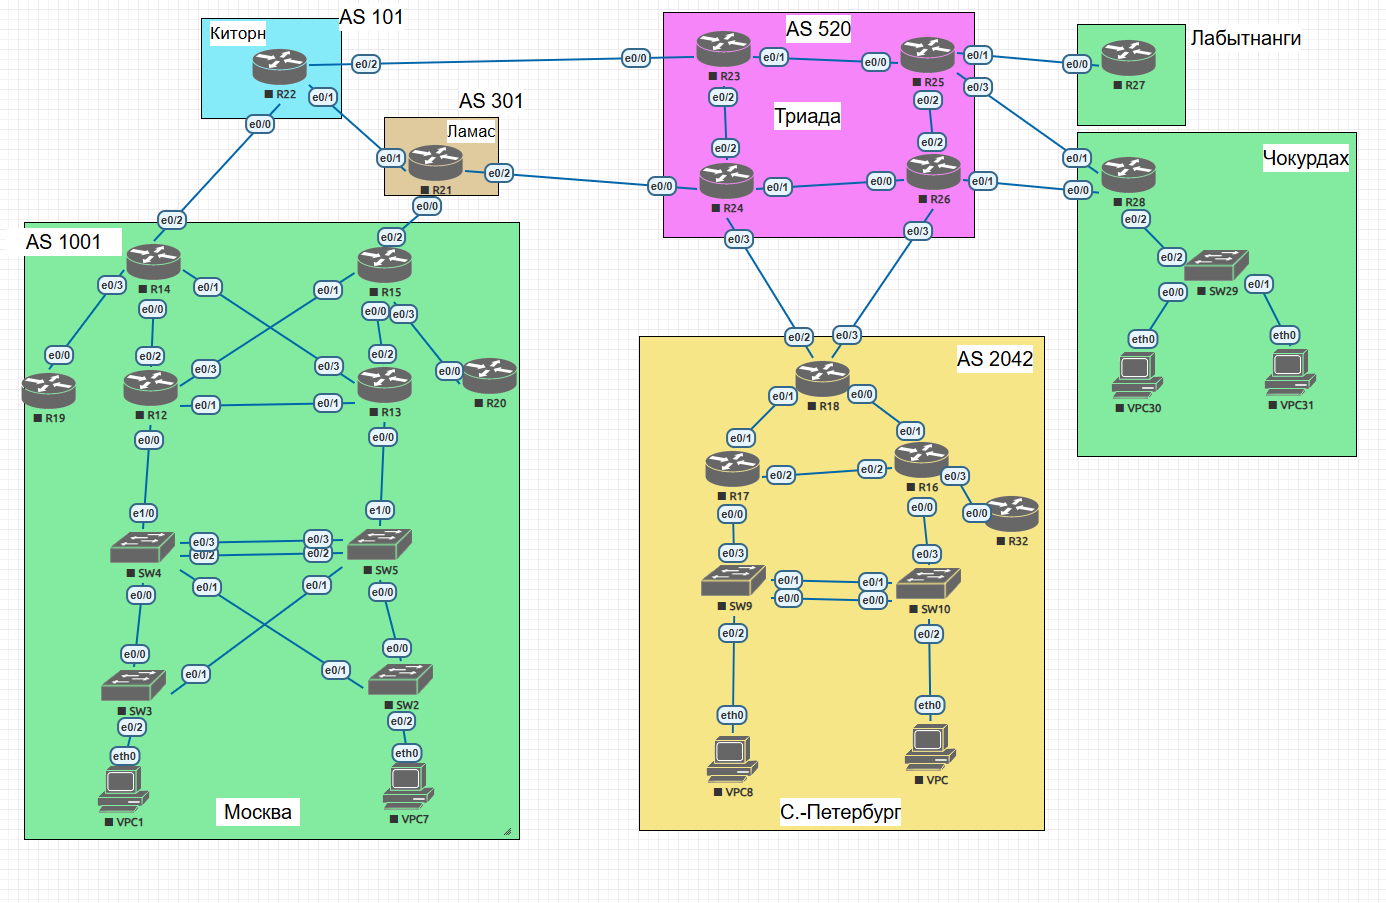 AS 101
Киторн
R22
e0/2
e0/1
e0/0
AS 301
Ламас
e0/1
R21
e0/2
e0/0
AS 520
Триада
e0/0
R23
e0/1
e0/2
e0/0
R25
e0/1
e0/3
e0/2
e0/2
e0/0
R24
e0/1
e0/3
e0/2
e0/0
R26
e0/1
e0/3
Лабытнанги
e0/0
R27
Чокурдах
e0/1
e0/0
R28
e0/2
e0/2
SW29
e0/0
e0/1
eth0
eth0
VPC30
VPC31
AS 1001
e0/2
R14
e0/3
e0/1
e0/0
e0/2
R15
e0/1
e0/0
e0/3
e0/0
R19
e0/2
e0/3
R12
e0/1
e0/0
e0/3
e0/2
R13
e0/1
e0/0
e0/0
R20
e1/0
SW4
e0/3
e0/2
e0/1
e0/0
e1/0
SW5
e0/3
e0/2
e0/1
e0/0
e0/0
e0/1
SW3
e0/2
e0/0
e0/1
SW2
e0/2
eth0
VPC1
eth0
VPC7
Москва
AS 2042
e0/2
e0/3
R18
e0/1
e0/0
e0/1
R17
e0/2
e0/0
e0/1
R16
e0/2
e0/3
e0/0
e0/0
R32
e0/3
SW9
e0/1
e0/0
e0/2
e0/3
SW10
e0/1
e0/0
e0/2
eth0
VPC8
eth0
VPC
С.-Петербург